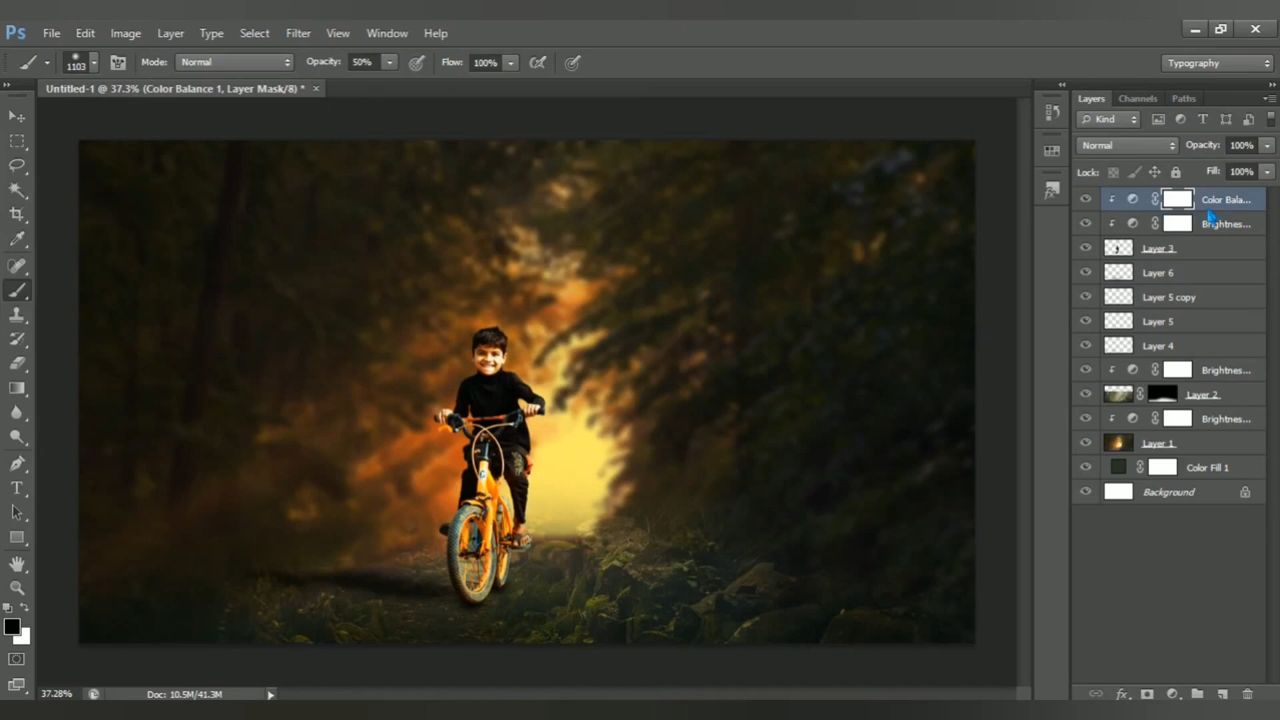 Ps File Edit Image Layer Type Select Filter View Window Help
1103 Mode: Normal Opacity: 50% Flow: 100% Typography
Untitled-1 @ 37.3% (Color Balance 1, Layer Mask/8) * ×
Layers Channels Paths
Kind
Normal Opacity: 100%
Lock: Fill: 100%
Color Bala...
Brightnes...
Layer 3
Layer 6
Layer 5 copy
Layer 5
Layer 4
Brightnes...
Layer 2
Brightnes...
Layer 1
Color Fill 1
Background
37.28% Doc: 10.5M/41.3M